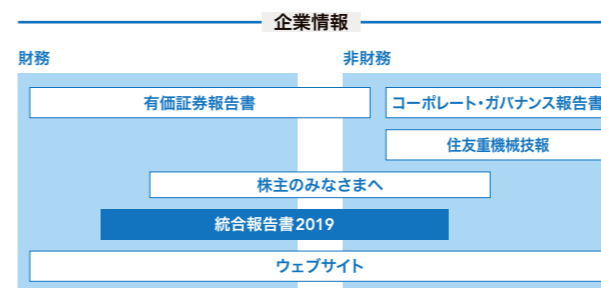 企業情報
財務
非財務
有価証券報告書
コーポレート・ガバナンス報告書
住友重機械技報
株主のみなさまへ
統合報告書2019
ウェブサイト